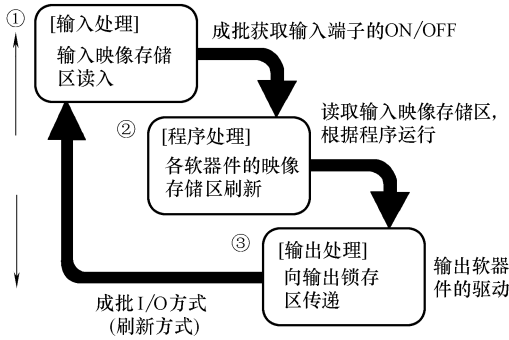 ①
[输入处理]
输入映像存储
区读入
成批获取输入端子的ON/OFF
②
[程序处理]
各软器件的映像
存储区刷新
读取输入映像存储区,
根据程序运行
③
[输出处理]
向输出锁存
区传递
输出软器
件的驱动
成批I/O方式
(刷新方式)